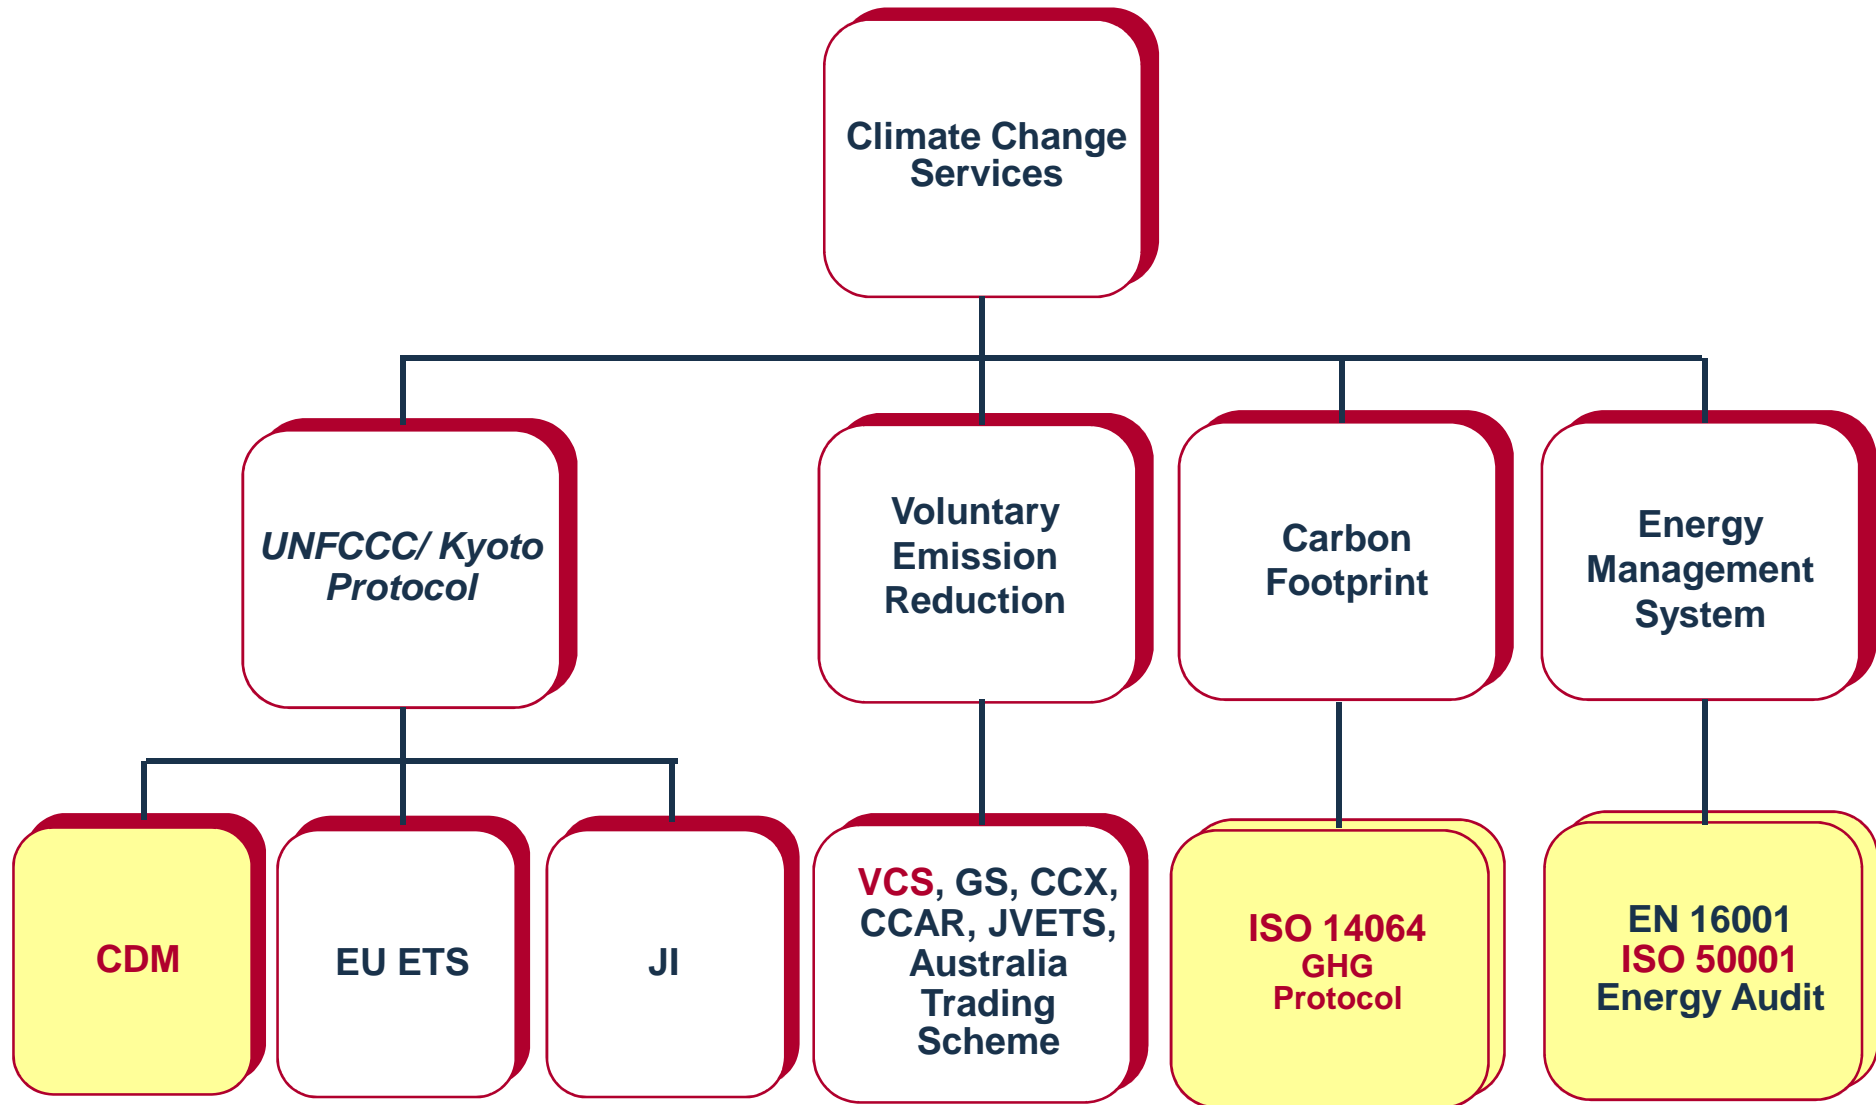 Climate Change
Services
UNFCCC/ Kyoto
Protocol
Voluntary
Emission
Reduction
Carbon
Footprint
Energy
Management
System
CDM
EU ETS
JI
VCS, GS, CCX,
CCAR, JVETS,
Australia
Trading
Scheme
ISO 14064
GHG
Protocol
EN 16001
ISO 50001
Energy Audit